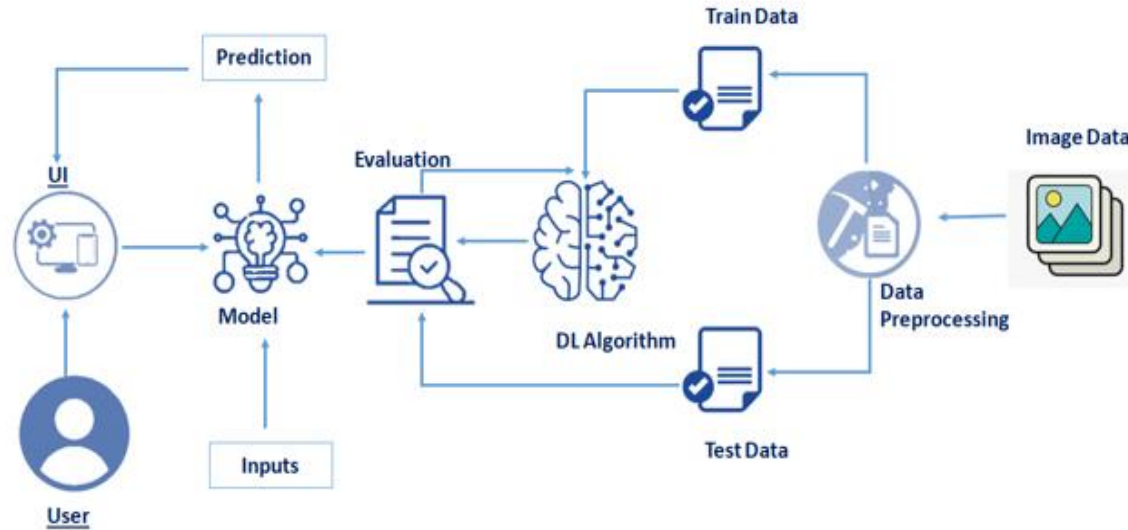 Train Data
Prediction
Image Data
Evaluation
UI
Model
Data
Preprocessing
DL Algorithm
Test Data
Inputs
User